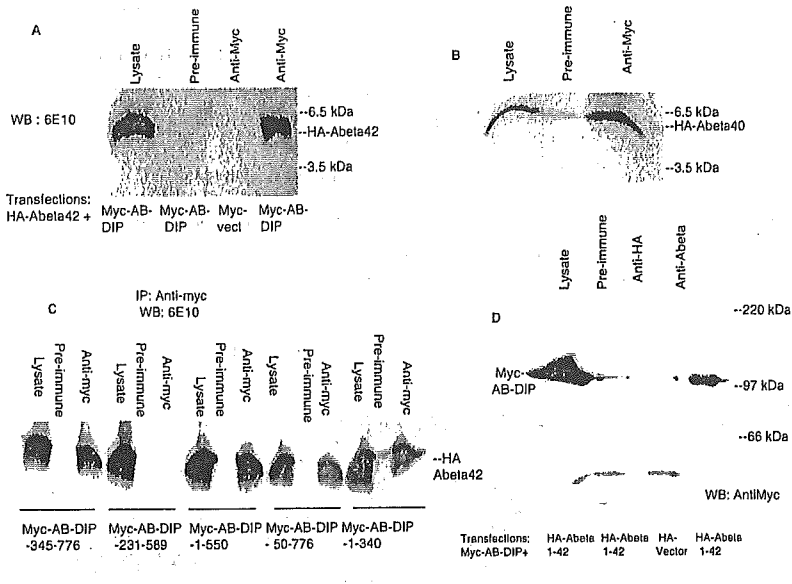 A
Lysate
Pre-immune
Anti-Myc
Anti-Myc
WB : 6E10
--6.5 kDa
--HA-Abeta42
--3.5 kDa
Transfections:
HA-Abeta42 +
Myc-AB-
DIP
Myc-AB-
DIP
Myc-
vect
Myc-AB-
DIP
B
Lysate
Pre-immune
Anti-Myc
--6.5 kDa
--HA-Abeta40
--3.5 kDa
C
IP: Anti-myc
WB: 6E10
Lysate
Pre-immune
Anti-myc
Lysate
Pre-immune
Anti-myc
Lysate
Pre-immune
Anti-myc
Lysate
Pre-immune
Anti-myc
Lysate
Pre-immune
Anti-myc
--HA
Abeta42
Myc-AB-DIP
-345-776
Myc-AB-DIP
-231-589
Myc-AB-DIP
-1-550
Myc-AB-DIP
- 50-776
Myc-AB-DIP
-1-340
D
Lysate
Pre-immune
Anti-HA
Anti-Abeta
--220 kDa
Myc-
AB-DIP
--97 kDa
--66 kDa
WB: AntiMyc
Transfections:
Myc-AB-DIP+
HA-Abeta
1-42
HA-Abeta
1-42
HA-
Vector
HA-Abeta
1-42